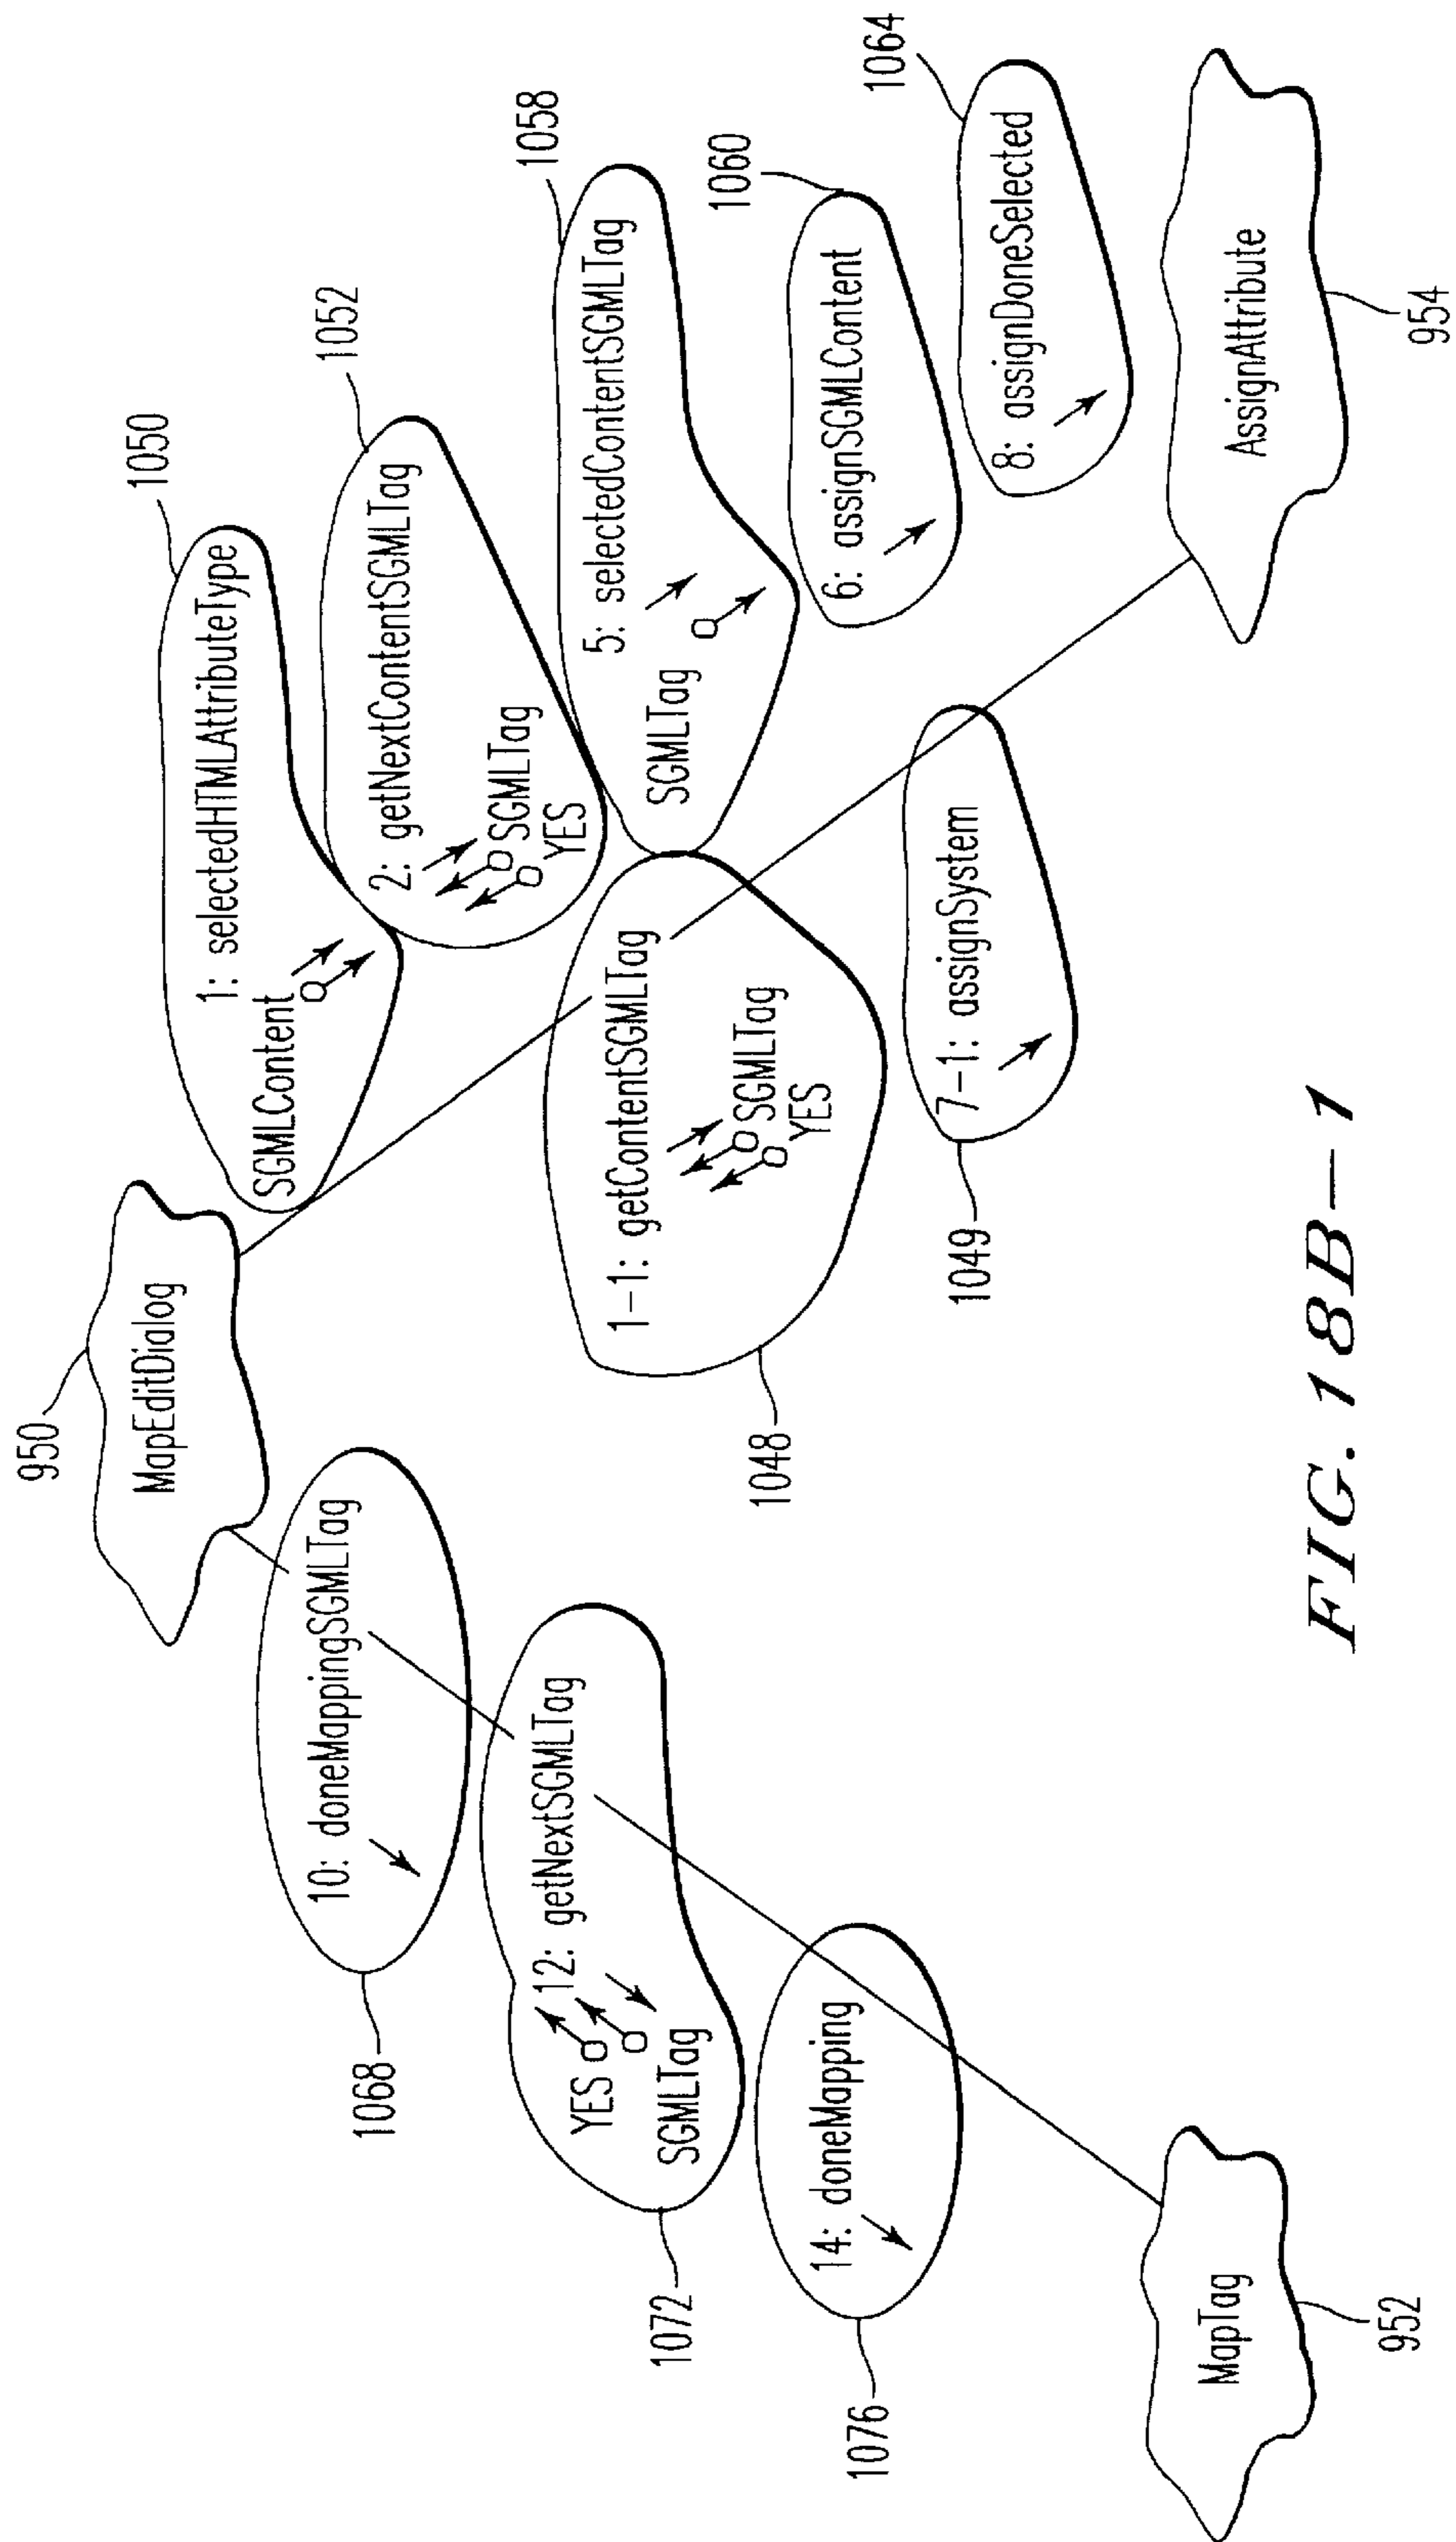 950
MapEditDialog
1: selectedHTMLAttributeType
SGMLContent
1050
2: getNextContentSGMLTag
SGMLTag
YES
1052
5: selectedContentSGMLTag
SGMLTag
1058
6: assignSGMLContent
1060
8: assignDoneSelected
1064
1-1: getContentSGMLTag
SGMLTag
YES
1048
7-1: assignSystem
1049
AssignAttribute
954
10: doneMappingSGMLTag
1068
12: getNextSGMLTag
YES
SGMLTag
1072
14: doneMapping
1076
MapTag
952
FIG. 18B-1